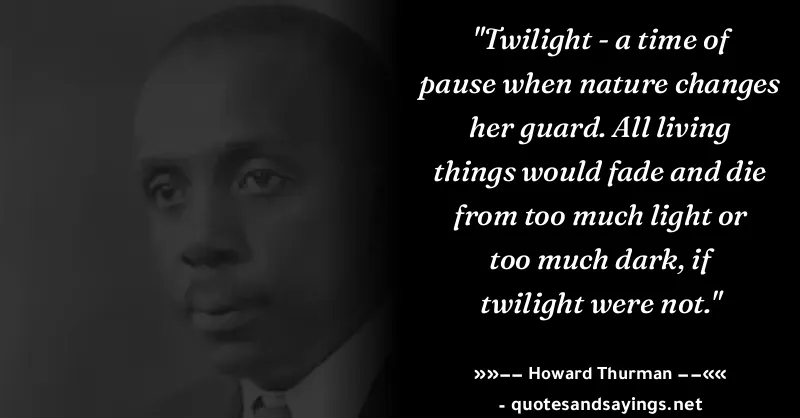 "Twilight - a time of
pause when nature changes
her guard. All living
things would fade and die
from too much light or
too much dark, if
twilight were not."
»»−− Howard Thurman −−««
- quotesandsayings.net